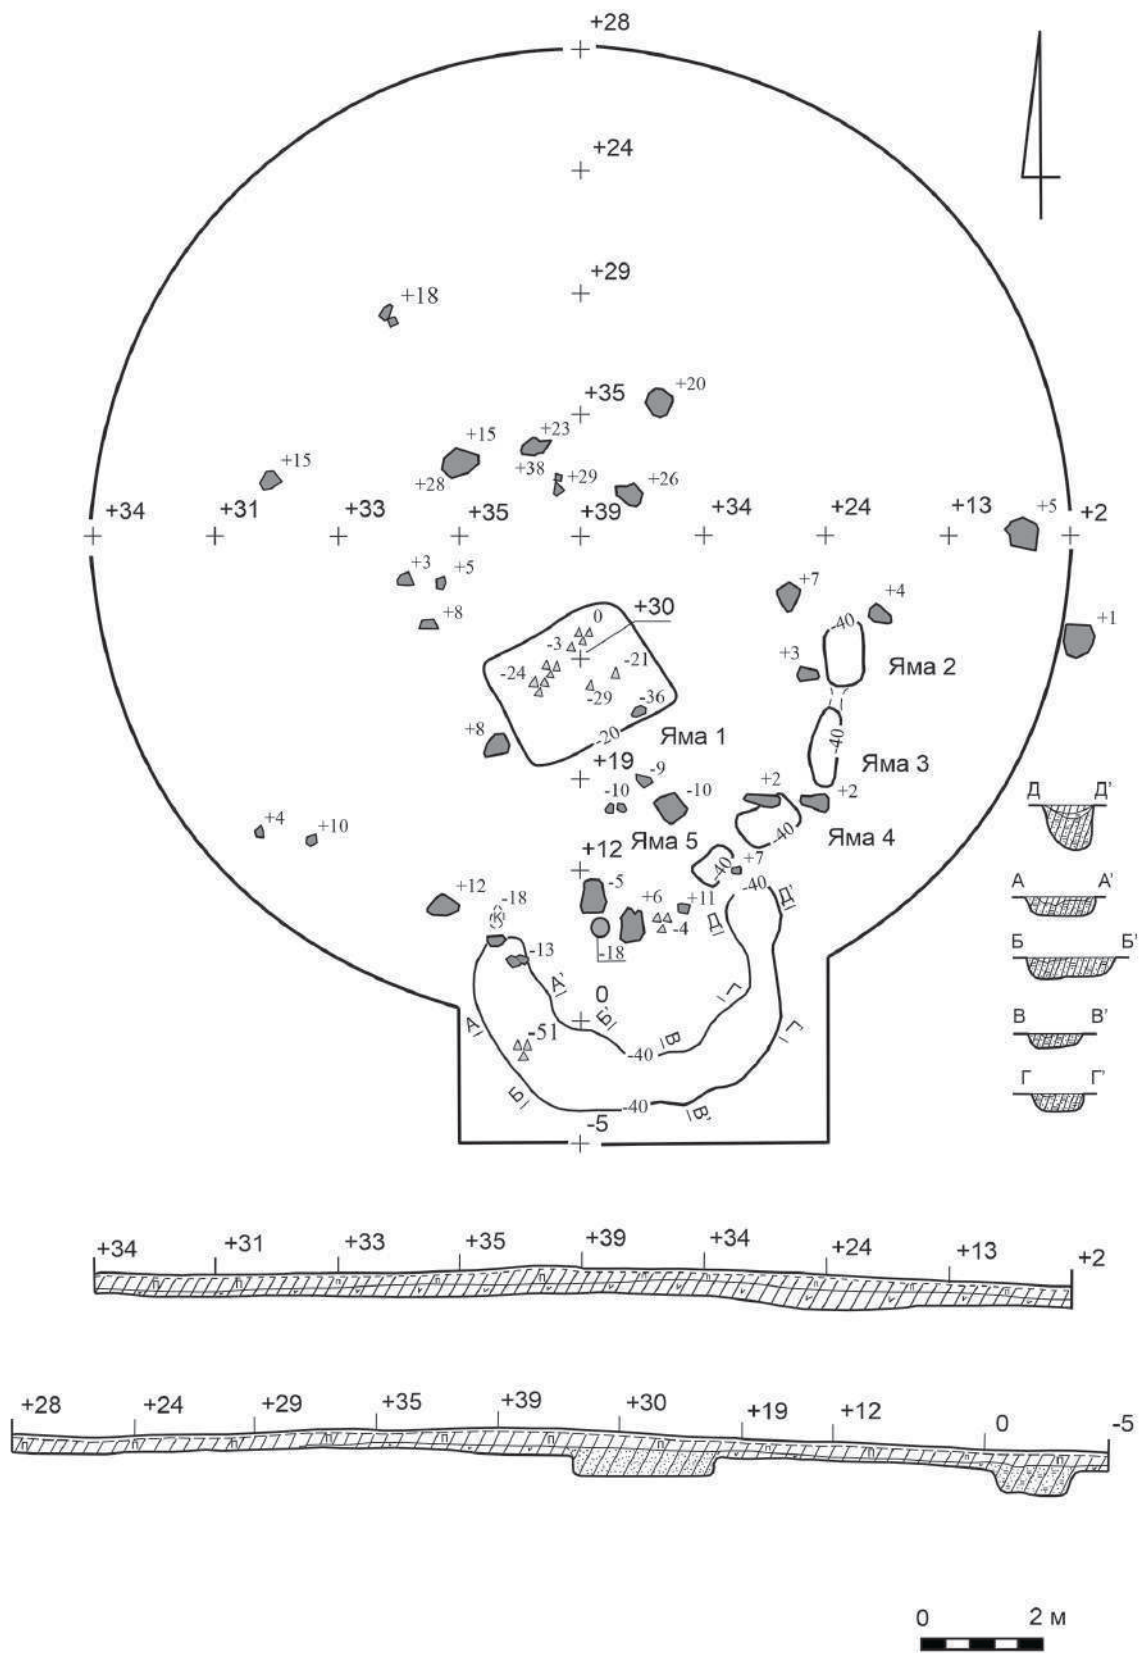 +28
+24
+29
+18
+20
+35
+23
+15
+15
+38
+29
+28
+26
+34
+31
+33
+35
+39
+34
+24
+13
+5
+2
+3
+5
+7
+4
+8
0
+30
-40
+1
-3
-21
+3
Яма 2
-24
-29
-36
-40
+8
-20
Яма 1
Яма 3
+19
-9
-10
-10
+2
+2
Д Д'
+4
+10
Яма 5
-40
Яма 4
+12
-40
+7
А А'
+12
-18
-5
+6
+11
-40
Д'
Д
-4
-18
Б Б'
-13
А'
0
Г
Б'
А
-51
В
Г'
В В'
-40
Б
-40
В'
Г Г'
-5
+34 +31 +33 +35 +39 +34 +24 +13 +2
п п п п п п п п п
+28 +24 +29 +35 +39 +30 +19 +12 0 -5
п п п п п п п п п п
0 2 м